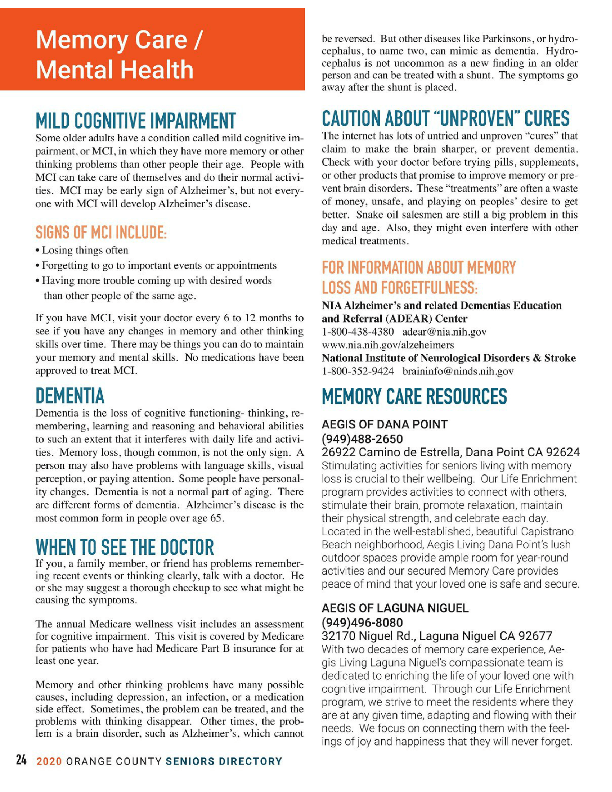 Memory Care /
Mental Health
MILD COGNITIVE IMPAIRMENT
Some older adults have a condition called mild cognitive im-
pairment, or MCI, in which they have more memory or other
thinking problems than other people their age.  People with
MCI can take care of themselves and do their normal activi-
ties.  MCI may be early sign of Alzheimer's, but not every-
one with MCI will develop Alzheimer's disease.
SIGNS OF MCI INCLUDE:
• Losing things often
• Forgetting to go to important events or appointments
• Having more trouble coming up with desired words
than other people of the same age.
If you have MCI, visit your doctor every 6 to 12 months to
see if you have any changes in memory and other thinking
skills over time.  There may be things you can do to maintain
your memory and mental skills.  No medications have been
approved to treat MCI.
DEMENTIA
Dementia is the loss of cognitive functioning- thinking, re-
membering, learning and reasoning and behavioral abilities
to such an extent that it interferes with daily life and activi-
ties.  Memory loss, though common, is not the only sign.  A
person may also have problems with language skills, visual
perception, or paying attention.  Some people have personal-
ity changes.  Dementia is not a normal part of aging.  There
are different forms of dementia.  Alzheimer's disease is the
most common form in people over age 65.
WHEN TO SEE THE DOCTOR
If you, a family member, or friend has problems remember-
ing recent events or thinking clearly, talk with a doctor.  He
or she may suggest a thorough checkup to see what might be
causing the symptoms.
The annual Medicare wellness visit includes an assessment
for cognitive impairment.  This visit is covered by Medicare
for patients who have had Medicare Part B insurance for at
least one year.
Memory and other thinking problems have many possible
causes, including depression, an infection, or a medication
side effect.  Sometimes, the problem can be treated, and the
problems with thinking disappear.  Other times, the prob-
lem is a brain disorder, such as Alzheimer's, which cannot
be reversed.  But other diseases like Parkinsons, or hydro-
cephalus, to name two, can mimic as dementia.  Hydro-
cephalus is not uncommon as a new finding in an older
person and can be treated with a shunt.  The symptoms go
away after the shunt is placed.
CAUTION ABOUT "UNPROVEN" CURES
The internet has lots of untried and unproven "cures" that
claim to make the brain sharper, or prevent dementia.
Check with your doctor before trying pills, supplements,
or other products that promise to improve memory or pre-
vent brain disorders. These "treatments" are often a waste
of money, unsafe, and playing on peoples' desire to get
better.  Snake oil salesmen are still a big problem in this
day and age.  Also, they might even interfere with other
medical treatments.
FOR INFORMATION ABOUT MEMORY
LOSS AND FORGETFULNESS:
NIA Alzheimer's and related Dementias Education
and Referral (ADEAR) Center
1-800-438-4380   adear@nia.nih.gov
www.nia.nih.gov/alzeheimers
National Institute of Neurological Disorders & Stroke
1-800-352-9424   braininfo@ninds.nih.gov
MEMORY CARE RESOURCES
AEGIS OF DANA POINT
(949)488-2650
26922 Camino de Estrella, Dana Point CA 92624
Stimulating activities for seniors living with memory
loss is crucial to their wellbeing.  Our Life Enrichment
program provides activities to connect with others,
stimulate their brain, promote relaxation, maintain
their physical strength, and celebrate each day.
Located in the well-established, beautiful Capistrano
Beach neighborhood, Aegis Living Dana Point's lush
outdoor spaces provide ample room for year-round
activities and our secured Memory Care provides
peace of mind that your loved one is safe and secure.
AEGIS OF LAGUNA NIGUEL
(949)496-8080
32170 Niguel Rd., Laguna Niguel CA 92677
With two decades of memory care experience, Ae-
gis Living Laguna Niguel's compassionate team is
dedicated to enriching the life of your loved one with
cognitive impairment.  Through our Life Enrichment
program, we strive to meet the residents where they
are at any given time, adapting and flowing with their
needs.  We focus on connecting them with the feel-
ings of joy and happiness that they will never forget.
24  2020 ORANGE COUNTY SENIORS DIRECTORY